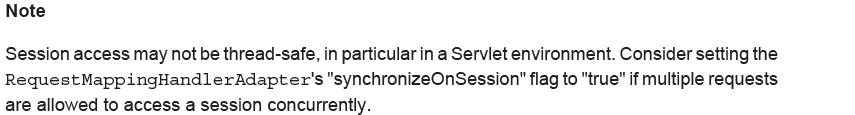 Note
Session access may not be thread-safe, in particular in a Servlet environment. Consider setting the
RequestMappingHandlerAdapter's "synchronizeOnSession" flag to "true" if multiple requests
are allowed to access a session concurrently.